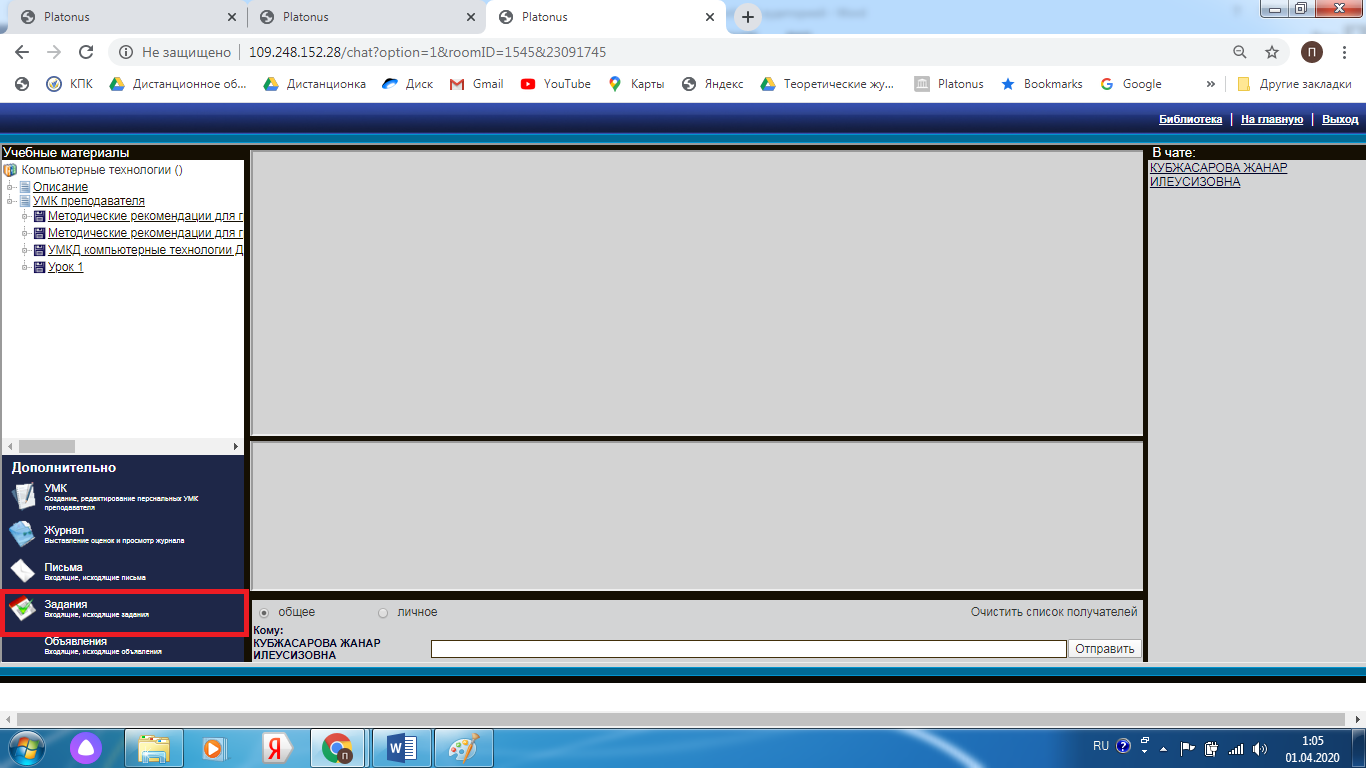 Platonus
Platonus
Platonus
Не защищено
109.248.152.28/chat?option=1&roomID=1545&23091745
П
КПК
Дистанционное об...
Дистанционка
Диск
Gmail
YouTube
Карты
Яндекс
Теоретические жу...
Platonus
Bookmarks
Google
»
Другие закладки
Библиотека | На главную | Выход
Учебные материалы
Компьютерные технологии ()
Описание
УМК преподавателя
Методические рекомендации для г
Методические рекомендации для г
УМКД компьютерные технологии Д
Урок 1
В чате:
КУБЖАСАРОВА ЖАНАР
ИЛЕУСИЗОВНА
Дополнительно
УМК
Создание, редактирование перснальных УМК
преподавателя
Журнал
Выставление оценок и просмотр журнала
Письма
Входящие, исходящие письма
Задания
Входящие, исходящие задания
Объявления
Входящие, исходящие объявления
общее
личное
Очистить список получателей
Кому:
КУБЖАСАРОВА ЖАНАР
ИЛЕУСИЗОВНА
Отправить
RU
1:05
01.04.2020